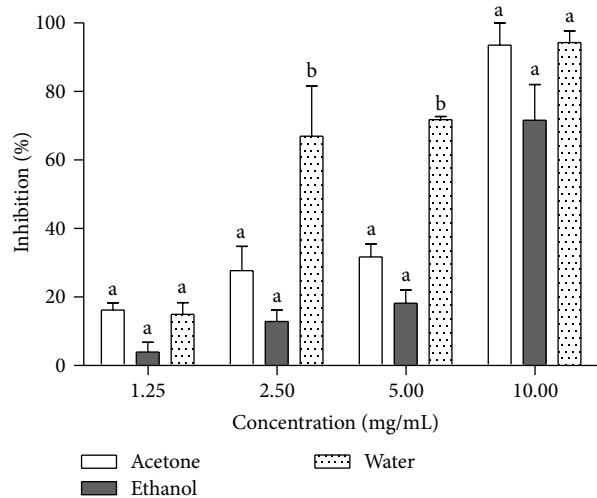 100
80
60
40
20
0
Inhibition (%)
a a a
a a b
a a b
a a a
1.25 2.50 5.00 10.00
Concentration (mg/mL)
Acetone Water
Ethanol